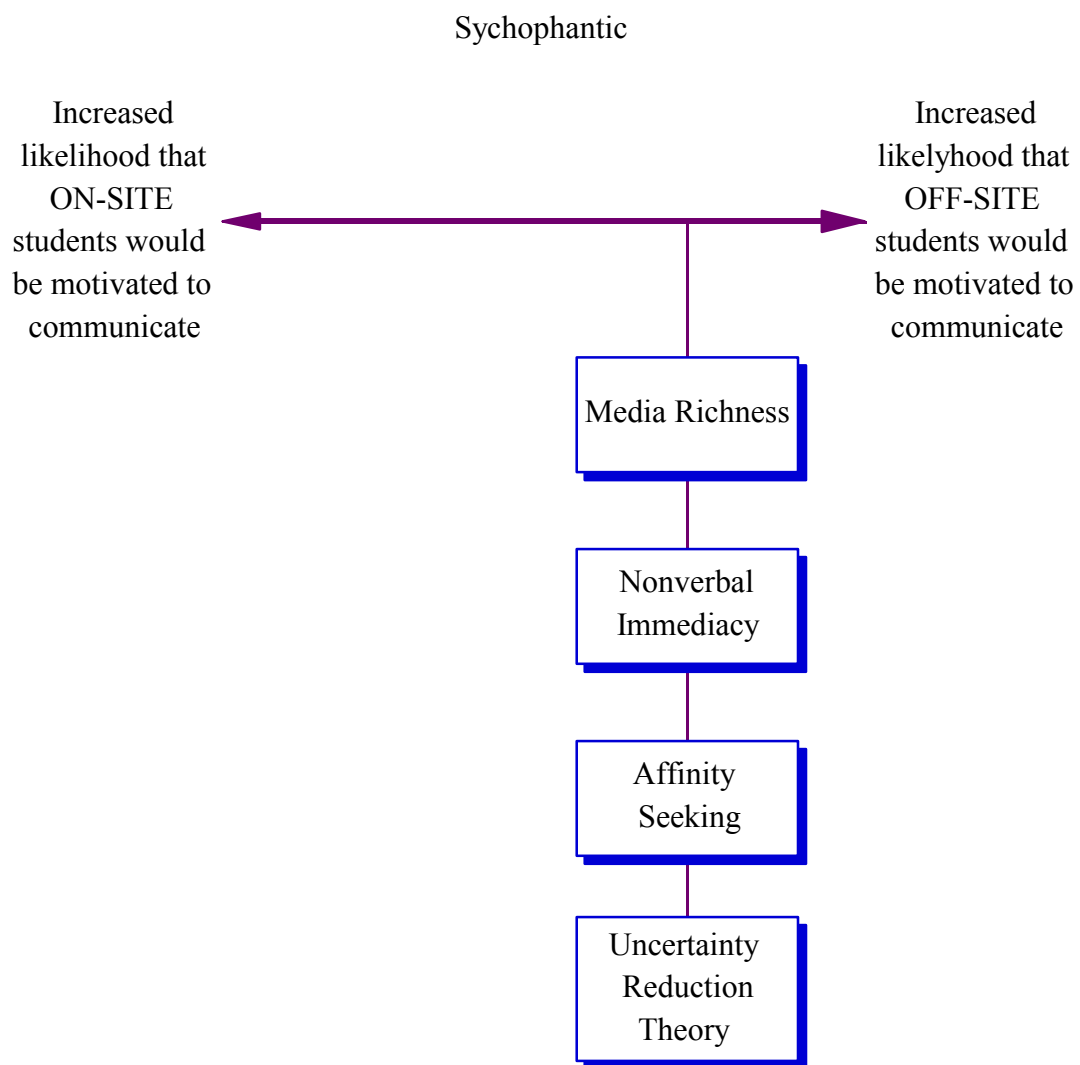 Sychophantic
Increased
likelihood that
ON-SITE
students would
be motivated to
communicate
Increased
likelyhood that
OFF-SITE
students would
be motivated to
communicate
Media Richness
Nonverbal
Immediacy
Affinity
Seeking
Uncertainty
Reduction
Theory